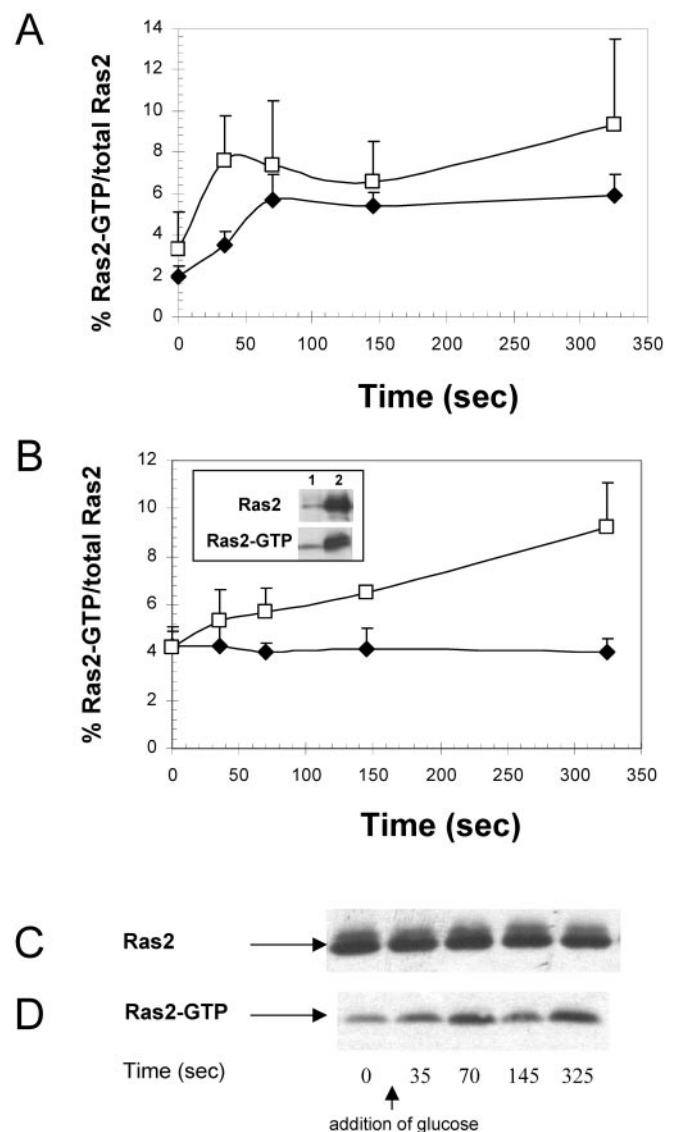 A
% Ras2-GTP/total Ras2
14
12
10
8
6
4
2
0
0 50 100 150 200 250 300 350
Time (sec)
B
% Ras2-GTP/total Ras2
12
10
8
6
4
2
0
1 2
Ras2
Ras2-GTP
0 50 100 150 200 250 300 350
Time (sec)
C Ras2
D Ras2-GTP
Time (sec) 0 35 70 145 325
addition of glucose